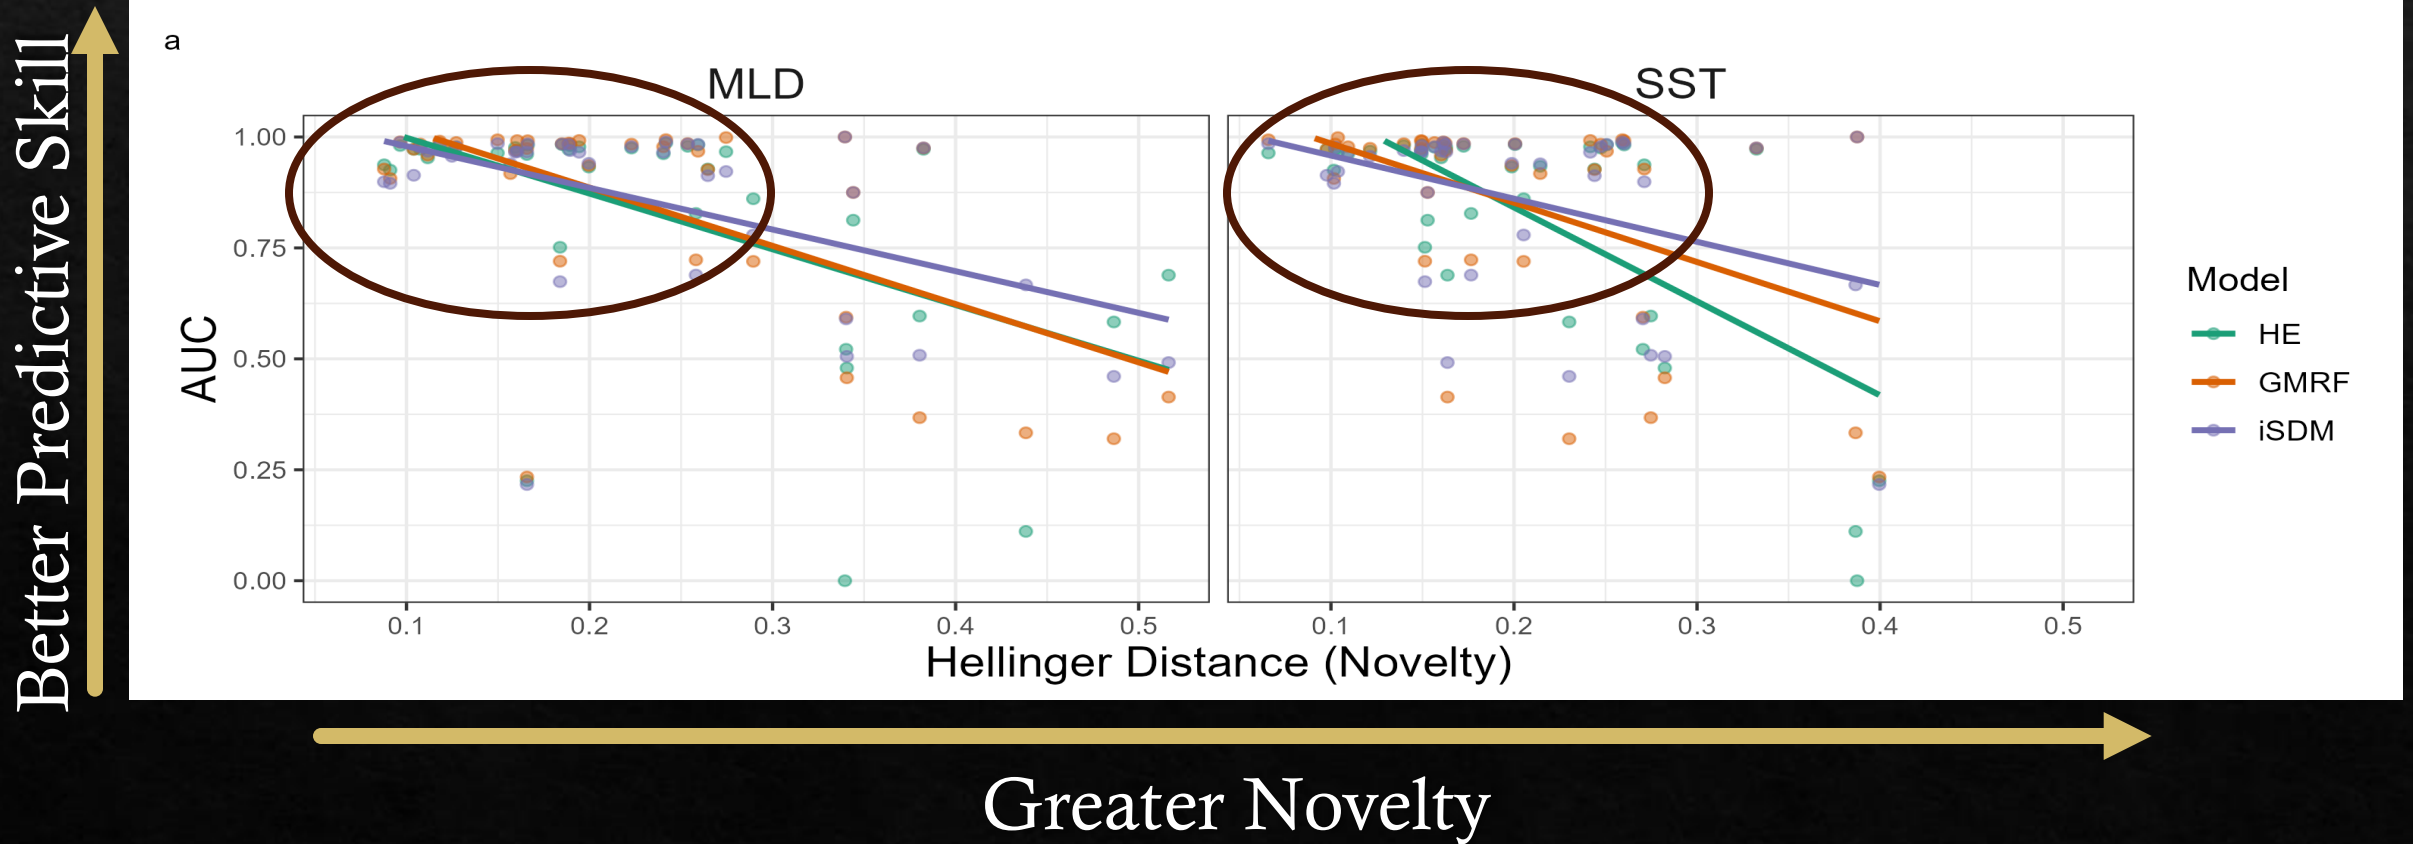 a
MLD
SST
Better Predictive Skill
AUC
1.00
0.75
0.50
0.25
0.00
0.1 0.2 0.3 0.4 0.5
0.1 0.2 0.3 0.4 0.5
Hellinger Distance (Novelty)
Model
HE
GMRF
iSDM
Greater Novelty